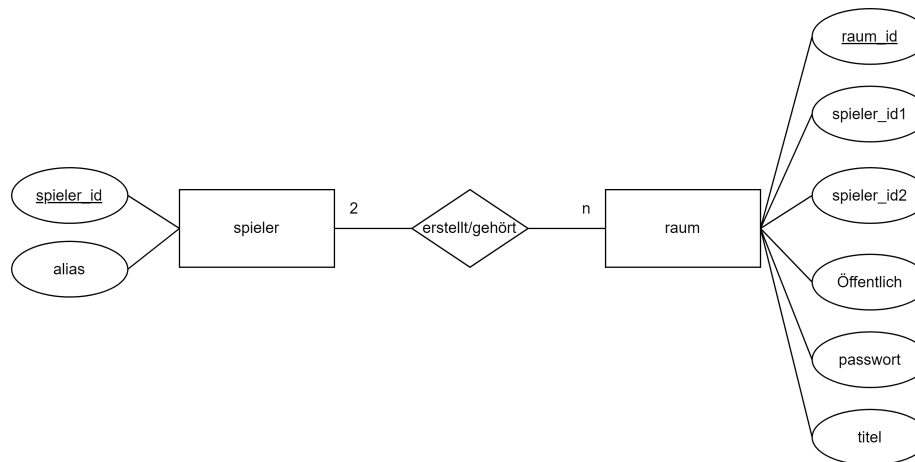 raum_id
spieler_id1
spieler_id
spieler_id2
2
n
spieler
erstellt/gehört
raum
alias
Öffentlich
passwort
titel